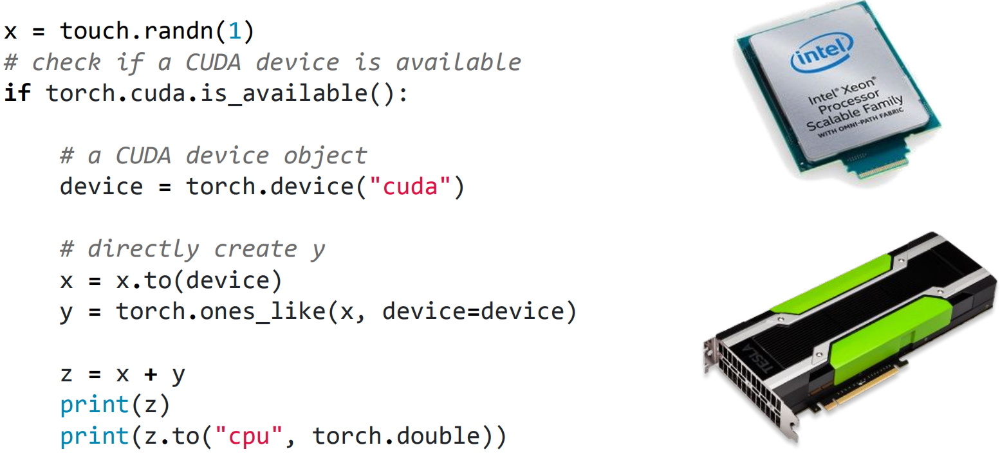 x = touch.randn(1)
# check if a CUDA device is available
if torch.cuda.is_available():
# a CUDA device object
device = torch.device("cuda")
# directly create y
x = x.to(device)
y = torch.ones_like(x, device=device)
z = x + y
print(z)
print(z.to("cpu", torch.double))
intel
Intel® Xeon®
Processor
Scalable Family
WITH OMNI-PATH FABRIC
TESLA